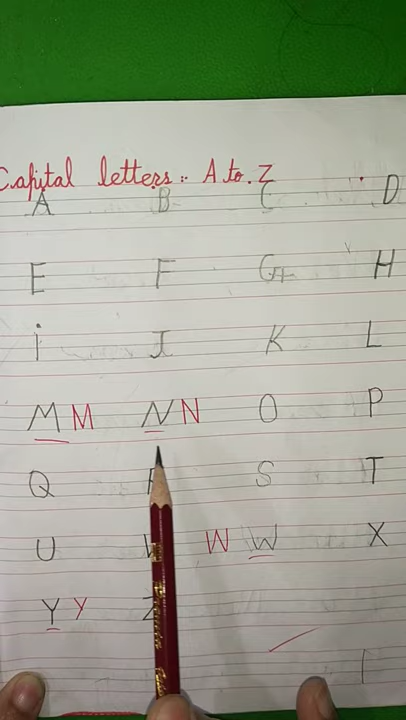 Capital letters :- A to Z
A B C D
E F G H
i J K L
M M N N O P
Q S T
U W W X
Y y Z